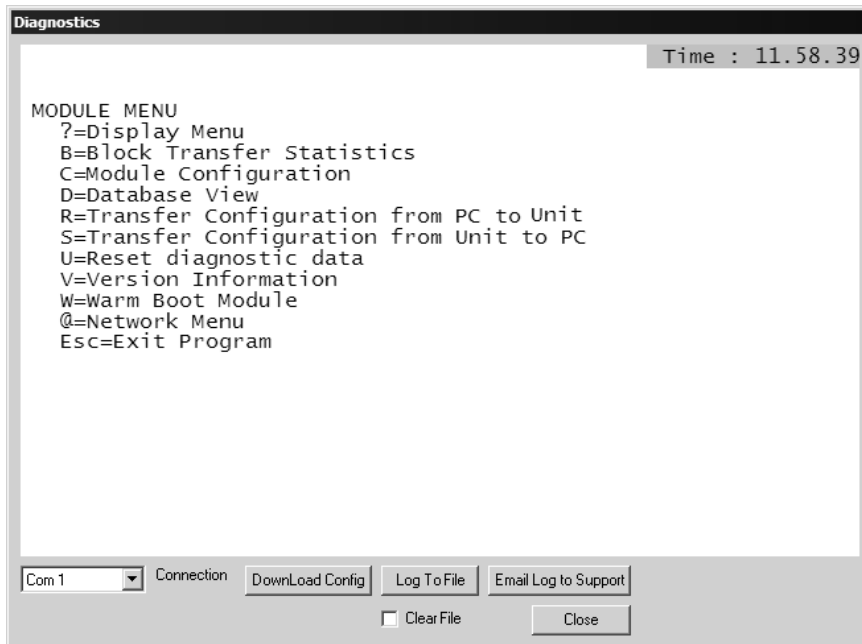 Diagnostics
Time : 11.58.39
MODULE MENU
?=Display Menu
B=Block Transfer Statistics
C=Module Configuration
D=Database View
R=Transfer Configuration from PC to Unit
S=Transfer Configuration from Unit to PC
U=Reset diagnostic data
V=Version Information
W=Warm Boot Module
@=Network Menu
Esc=Exit Program
Com 1 Connection DownLoad Config Log To File Email Log to Support
Clear File Close